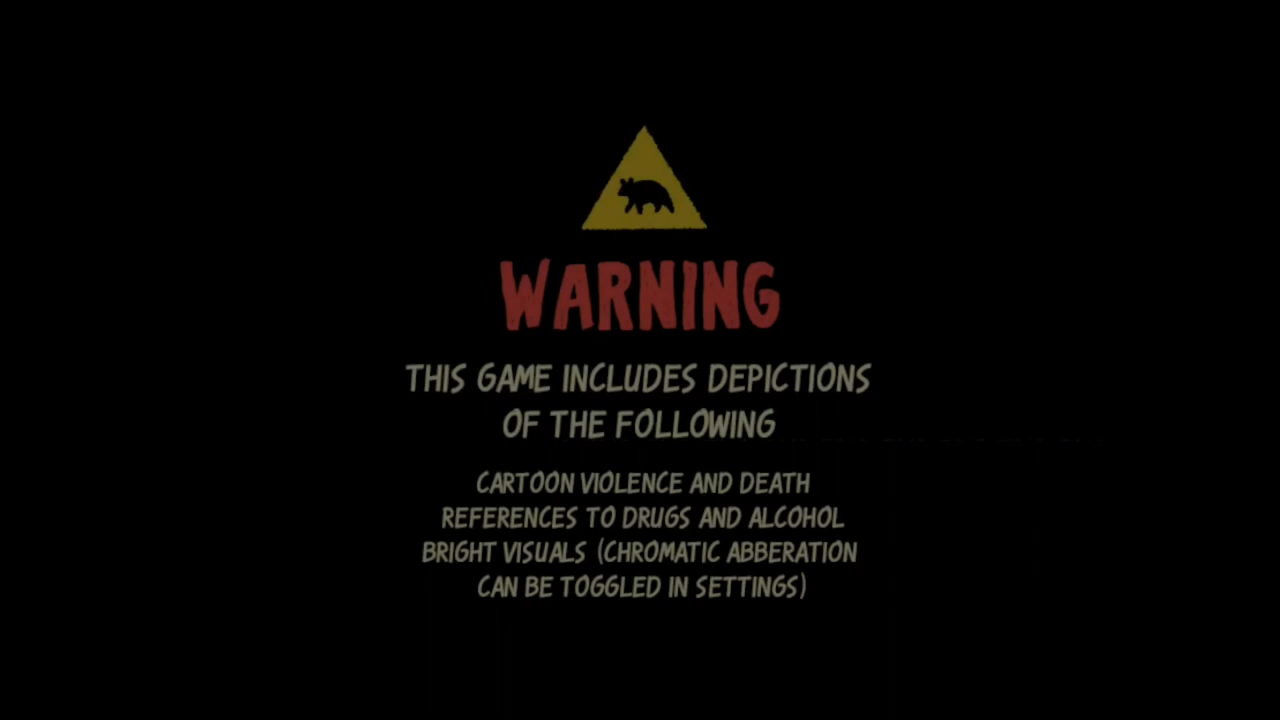 WARNING
THIS GAME INCLUDES DEPICTIONS
OF THE FOLLOWING
CARTOON VIOLENCE AND DEATH
REFERENCES TO DRUGS AND ALCOHOL
BRIGHT VISUALS (CHROMATIC ABBERATION
CAN BE TOGGLED IN SETTINGS)